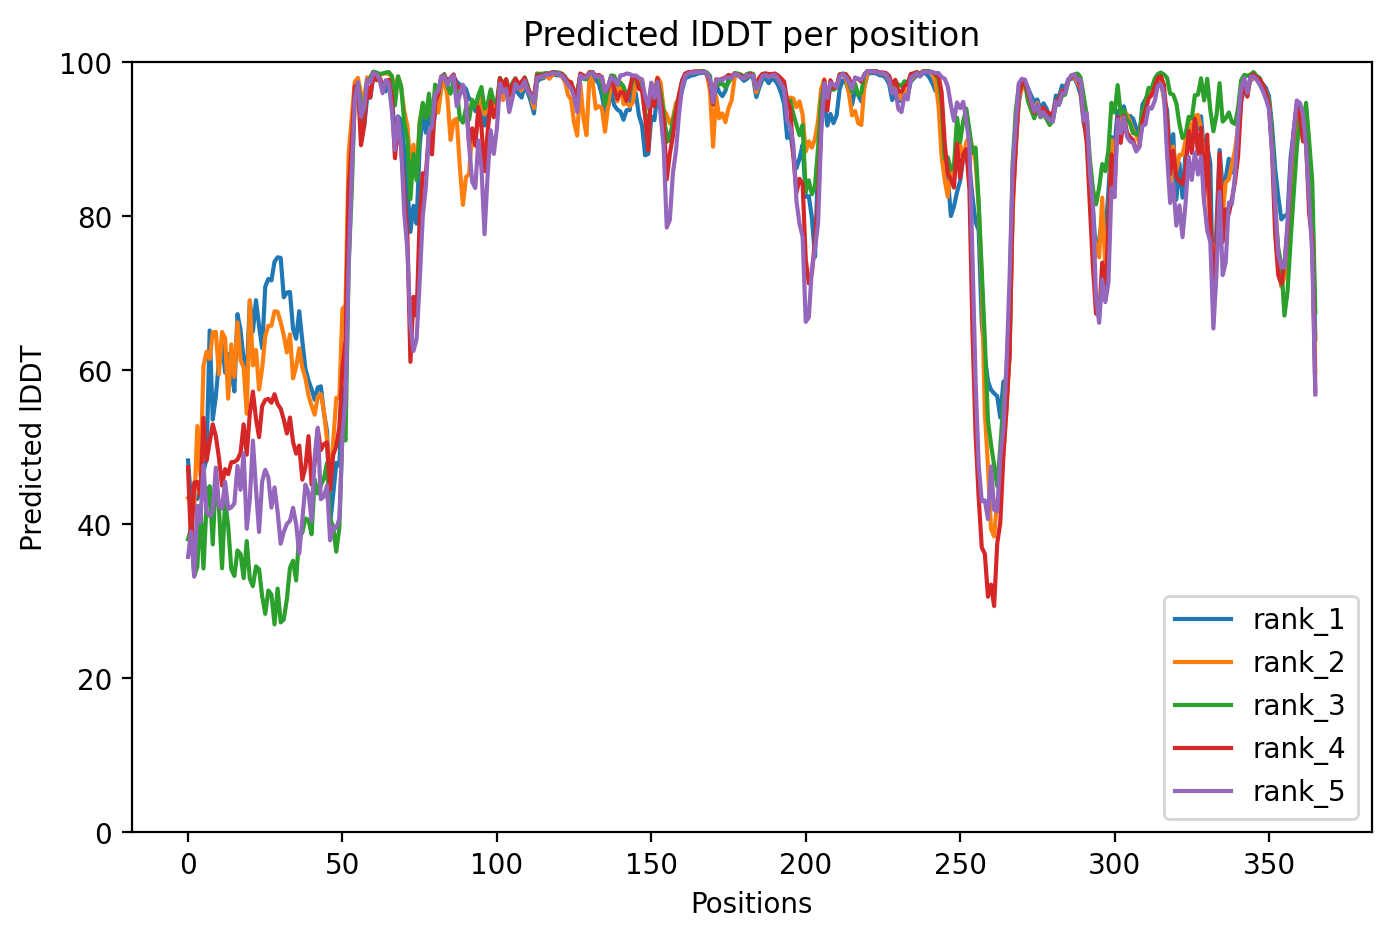 Predicted lDDT per position
100
80
60
40
20
0
Predicted lDDT
0 50 100 150 200 250 300 350
Positions
rank_1
rank_2
rank_3
rank_4
rank_5